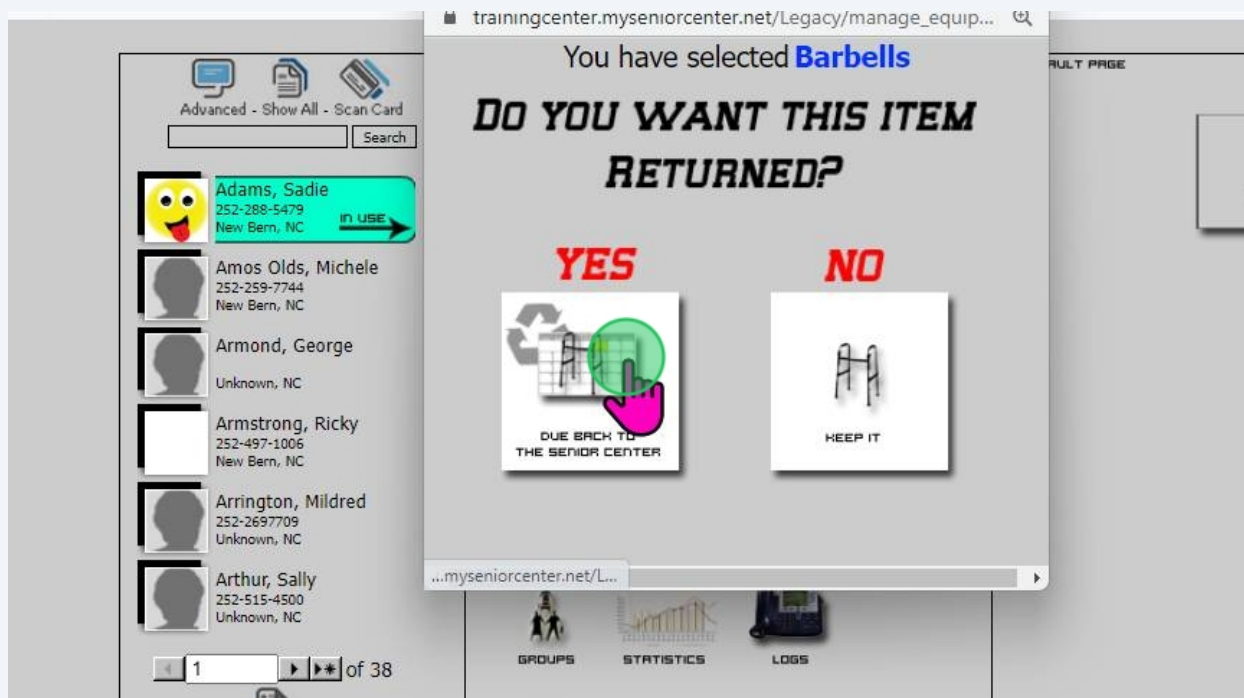 trainingcenter.myseniorcenter.net/Legacy/manage_equip...
You have selected Barbells
DO YOU WANT THIS ITEM
RETURNED?
YES
NO
DUE BACK TO
THE SENIOR CENTER
KEEP IT
...myseniorcenter.net/L...
Advanced - Show All - Scan Card
Search
Adams, Sadie
252-288-5479
New Bern, NC
IN USE
Amos Olds, Michele
252-259-7744
New Bern, NC
Armond, George
Unknown, NC
Armstrong, Ricky
252-497-1006
New Bern, NC
Arrington, Mildred
252-2697709
Unknown, NC
Arthur, Sally
252-515-4500
Unknown, NC
1 of 38
GROUPS
STATISTICS
LOGS
AULT PAGE